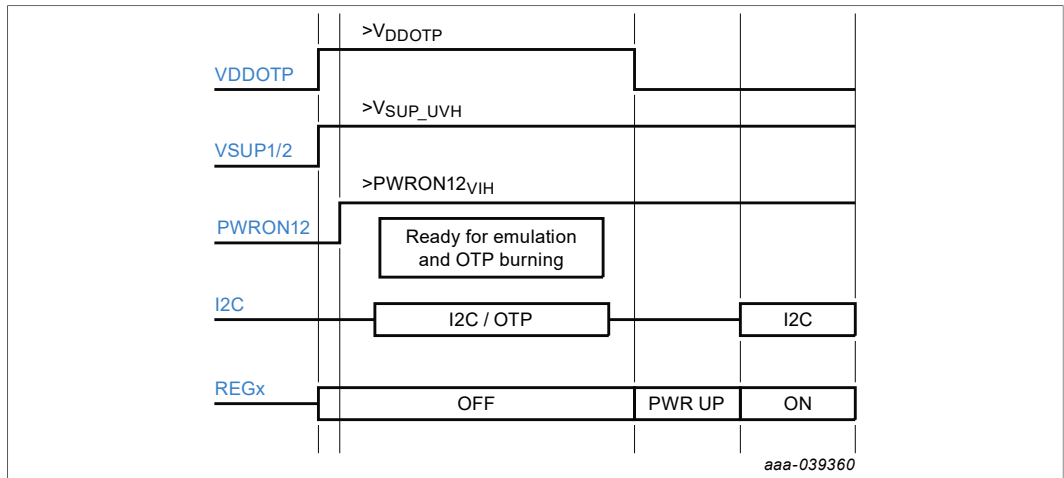 >VDDOTP
VDDOTP
>VSUP_UVH
VSUP1/2
>PWRON12VIH
PWRON12
Ready for emulation
and OTP burning
I2C
I2C / OTP
I2C
REGx
OFF
PWR UP
ON
aaa-039360